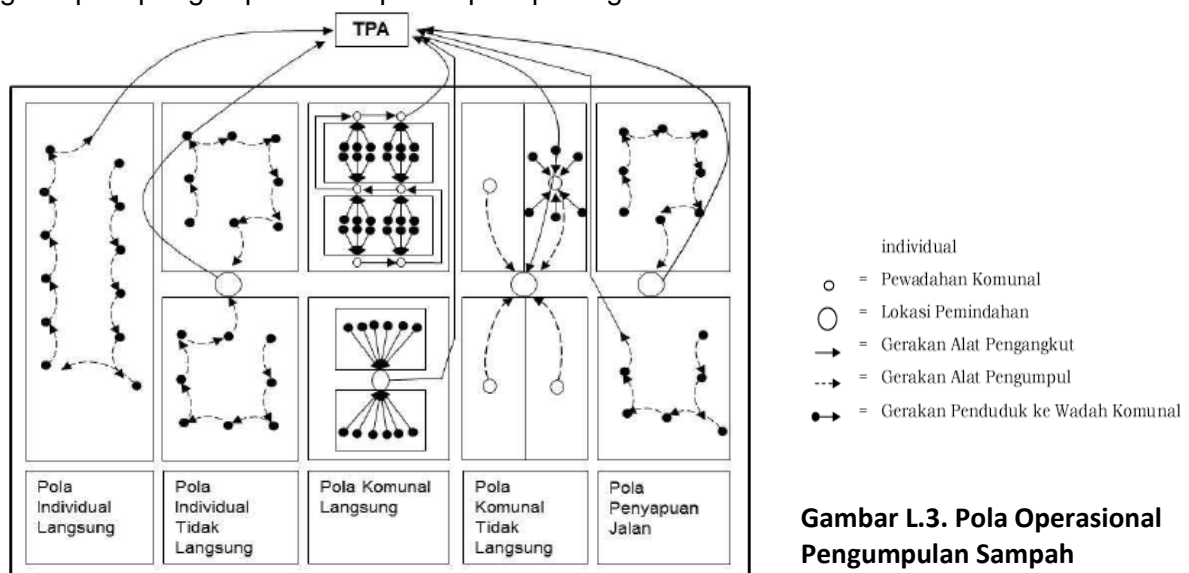 TPA
individual
= Pewadahan Komunal
= Lokasi Pemindahan
= Gerakan Alat Pengangkut
= Gerakan Alat Pengumpul
= Gerakan Penduduk ke Wadah Komunal
Pola
Individual
Langsung
Pola
Individual
Tidak
Langsung
Pola Komunal
Langsung
Pola
Komunal
Tidak
Langsung
Pola
Penyapuan
Jalan
Gambar L.3. Pola Operasional
Pengumpulan Sampah